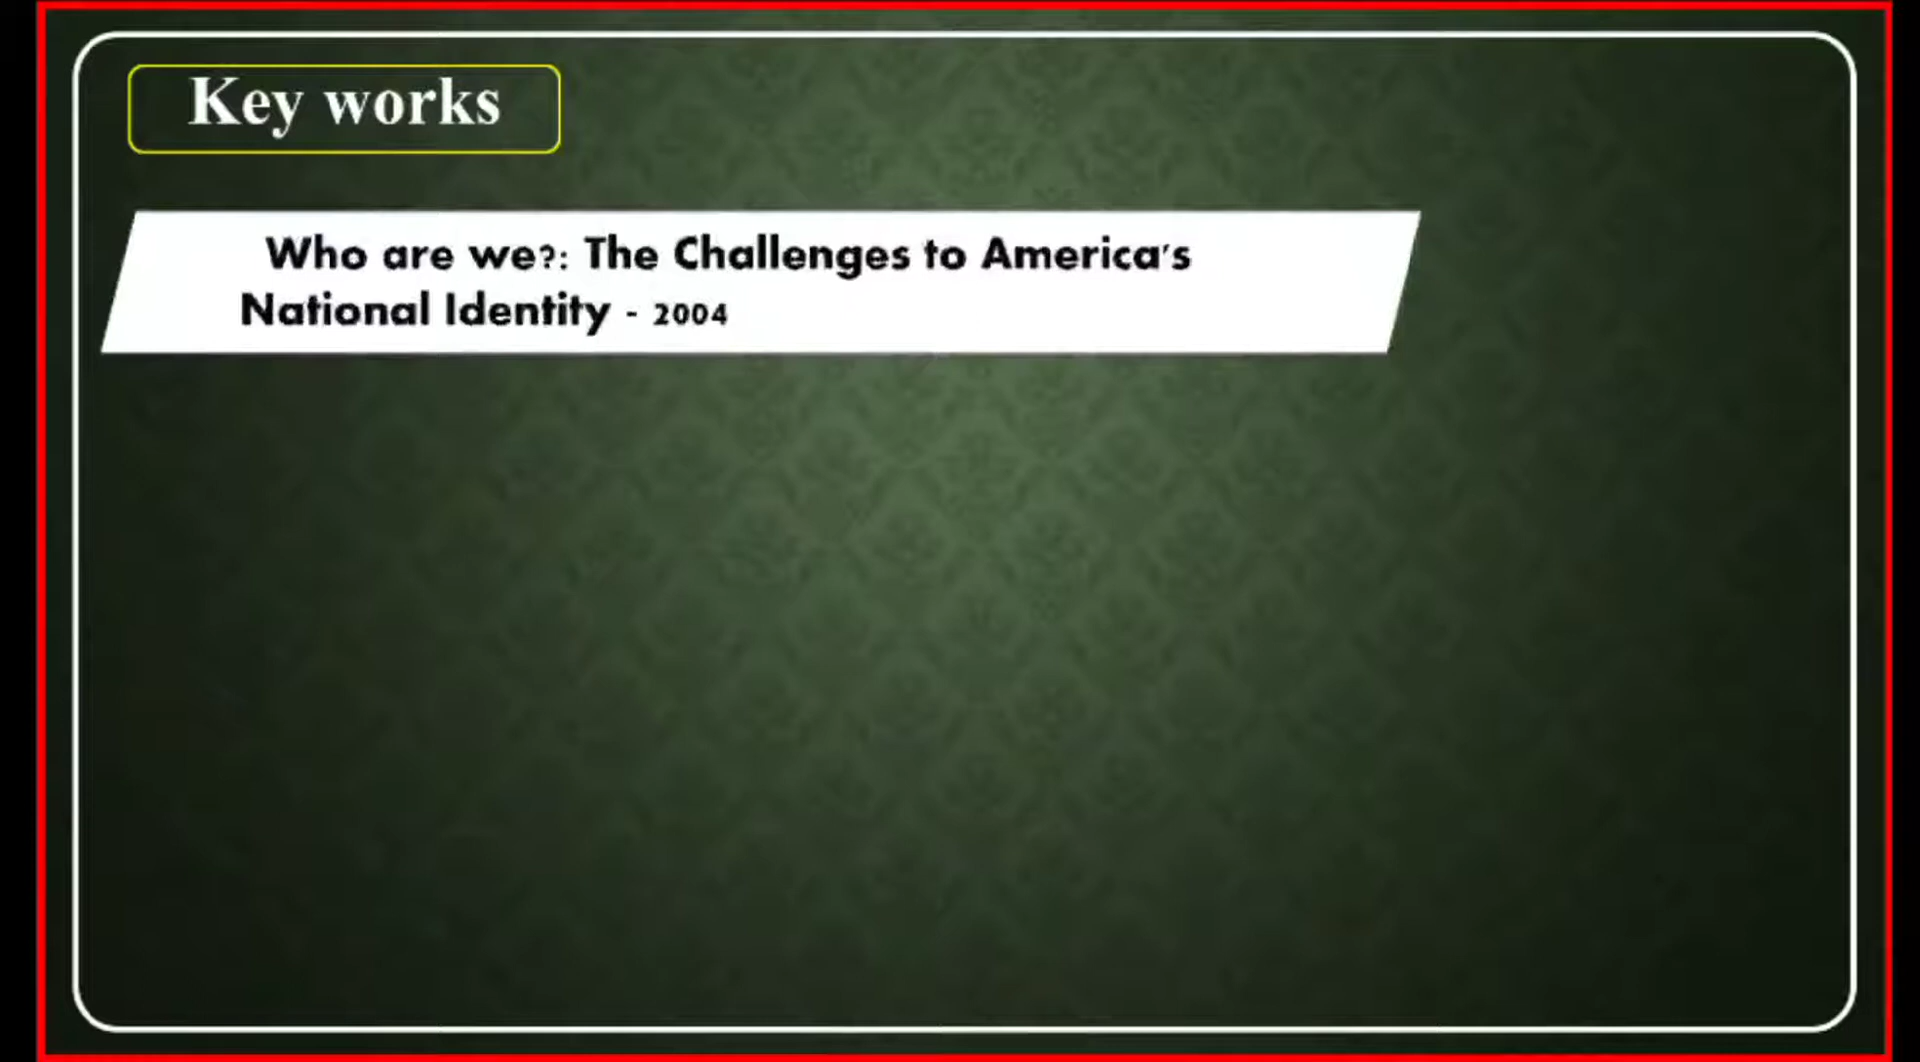 Key works
Who are we?: The Challenges to America's
National Identity - 2004